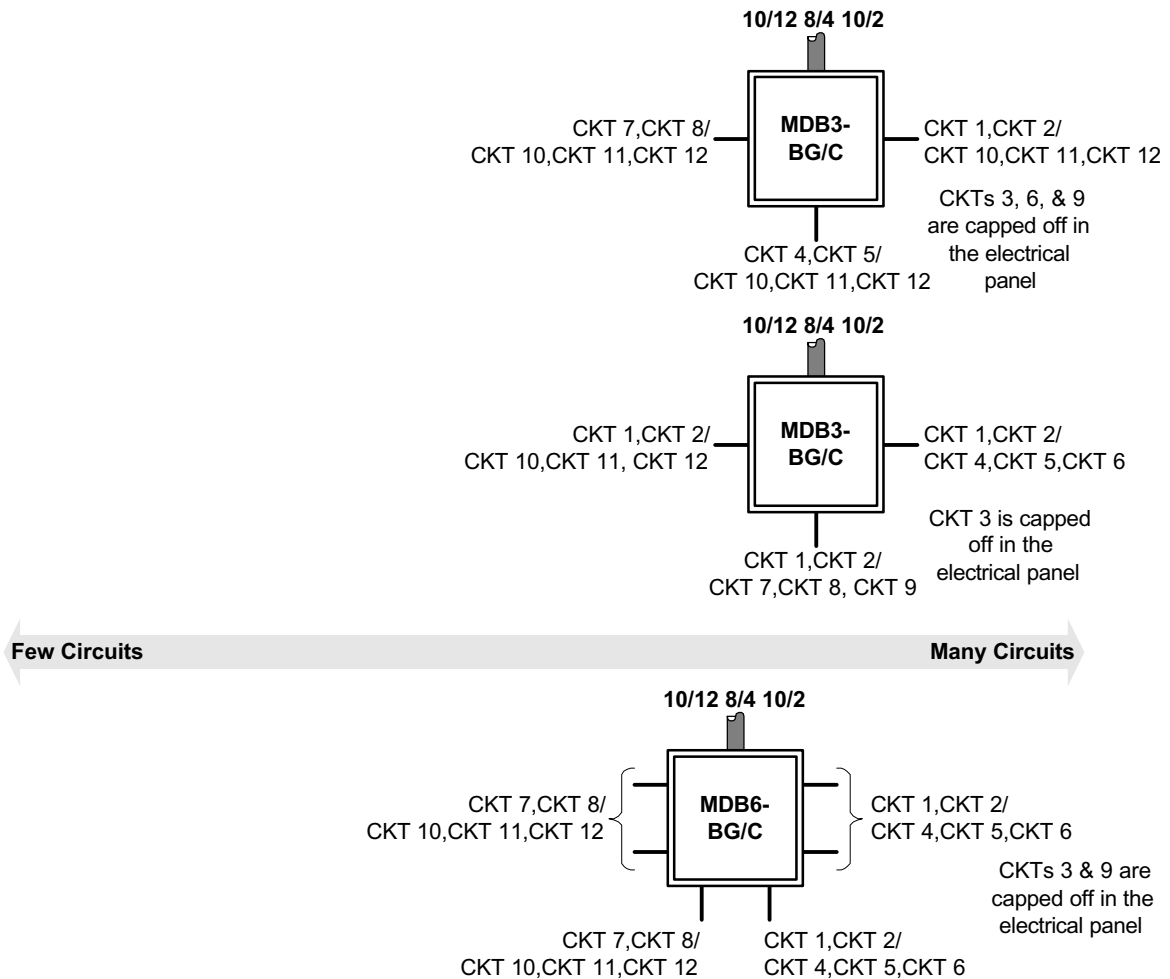 10/12 8/4 10/2
MDB3-
BG/C
CKT 7,CKT 8/
CKT 10,CKT 11,CKT 12
CKT 1,CKT 2/
CKT 10,CKT 11,CKT 12
CKTs 3, 6, & 9
are capped off in
the electrical
panel
CKT 4,CKT 5/
CKT 10,CKT 11,CKT 12
10/12 8/4 10/2
MDB3-
BG/C
CKT 1,CKT 2/
CKT 10,CKT 11, CKT 12
CKT 1,CKT 2/
CKT 4,CKT 5,CKT 6
CKT 3 is capped
off in the
electrical panel
CKT 1,CKT 2/
CKT 7,CKT 8, CKT 9
Few Circuits
Many Circuits
10/12 8/4 10/2
MDB6-
BG/C
CKT 7,CKT 8/
CKT 10,CKT 11,CKT 12
CKT 1,CKT 2/
CKT 4,CKT 5,CKT 6
CKTs 3 & 9 are
capped off in the
electrical panel
CKT 7,CKT 8/
CKT 10,CKT 11,CKT 12
CKT 1,CKT 2/
CKT 4,CKT 5,CKT 6